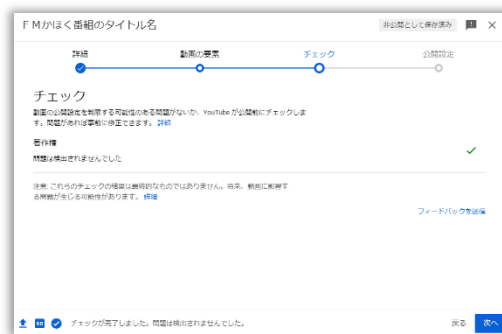 FMかほく番組のタイトル名
非公開として保存済み
詳細
動画の要素
チェック
公開設定
チェック
動画の公開設定を制限する可能性のある問題がないか、YouTube が公開前にチェックしま
す。問題があれば事前に修正できます。 詳細
著作権
問題は検出されませんでした
注意: これらのチェックの結果は最終的なものではありません。将来、動画に影響す
る問題が生じる可能性があります。 詳細
フィードバックを送信
チェックが完了しました。問題は検出されませんでした。
戻る
次へ